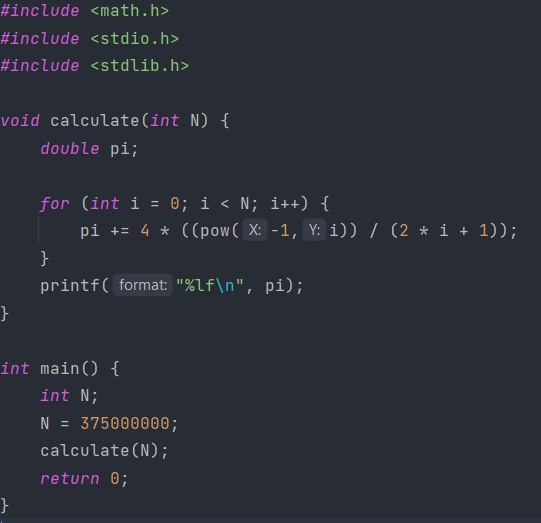 #include <math.h>
#include <stdio.h>
#include <stdlib.h>
void calculate(int N) {
double pi;
for (int i = 0; i < N; i++) {
pi += 4 * ((pow( X: -1, Y: i)) / (2 * i + 1));
}
printf( format: "%lf\n", pi);
}
int main() {
int N;
N = 375000000;
calculate(N);
return 0;
}